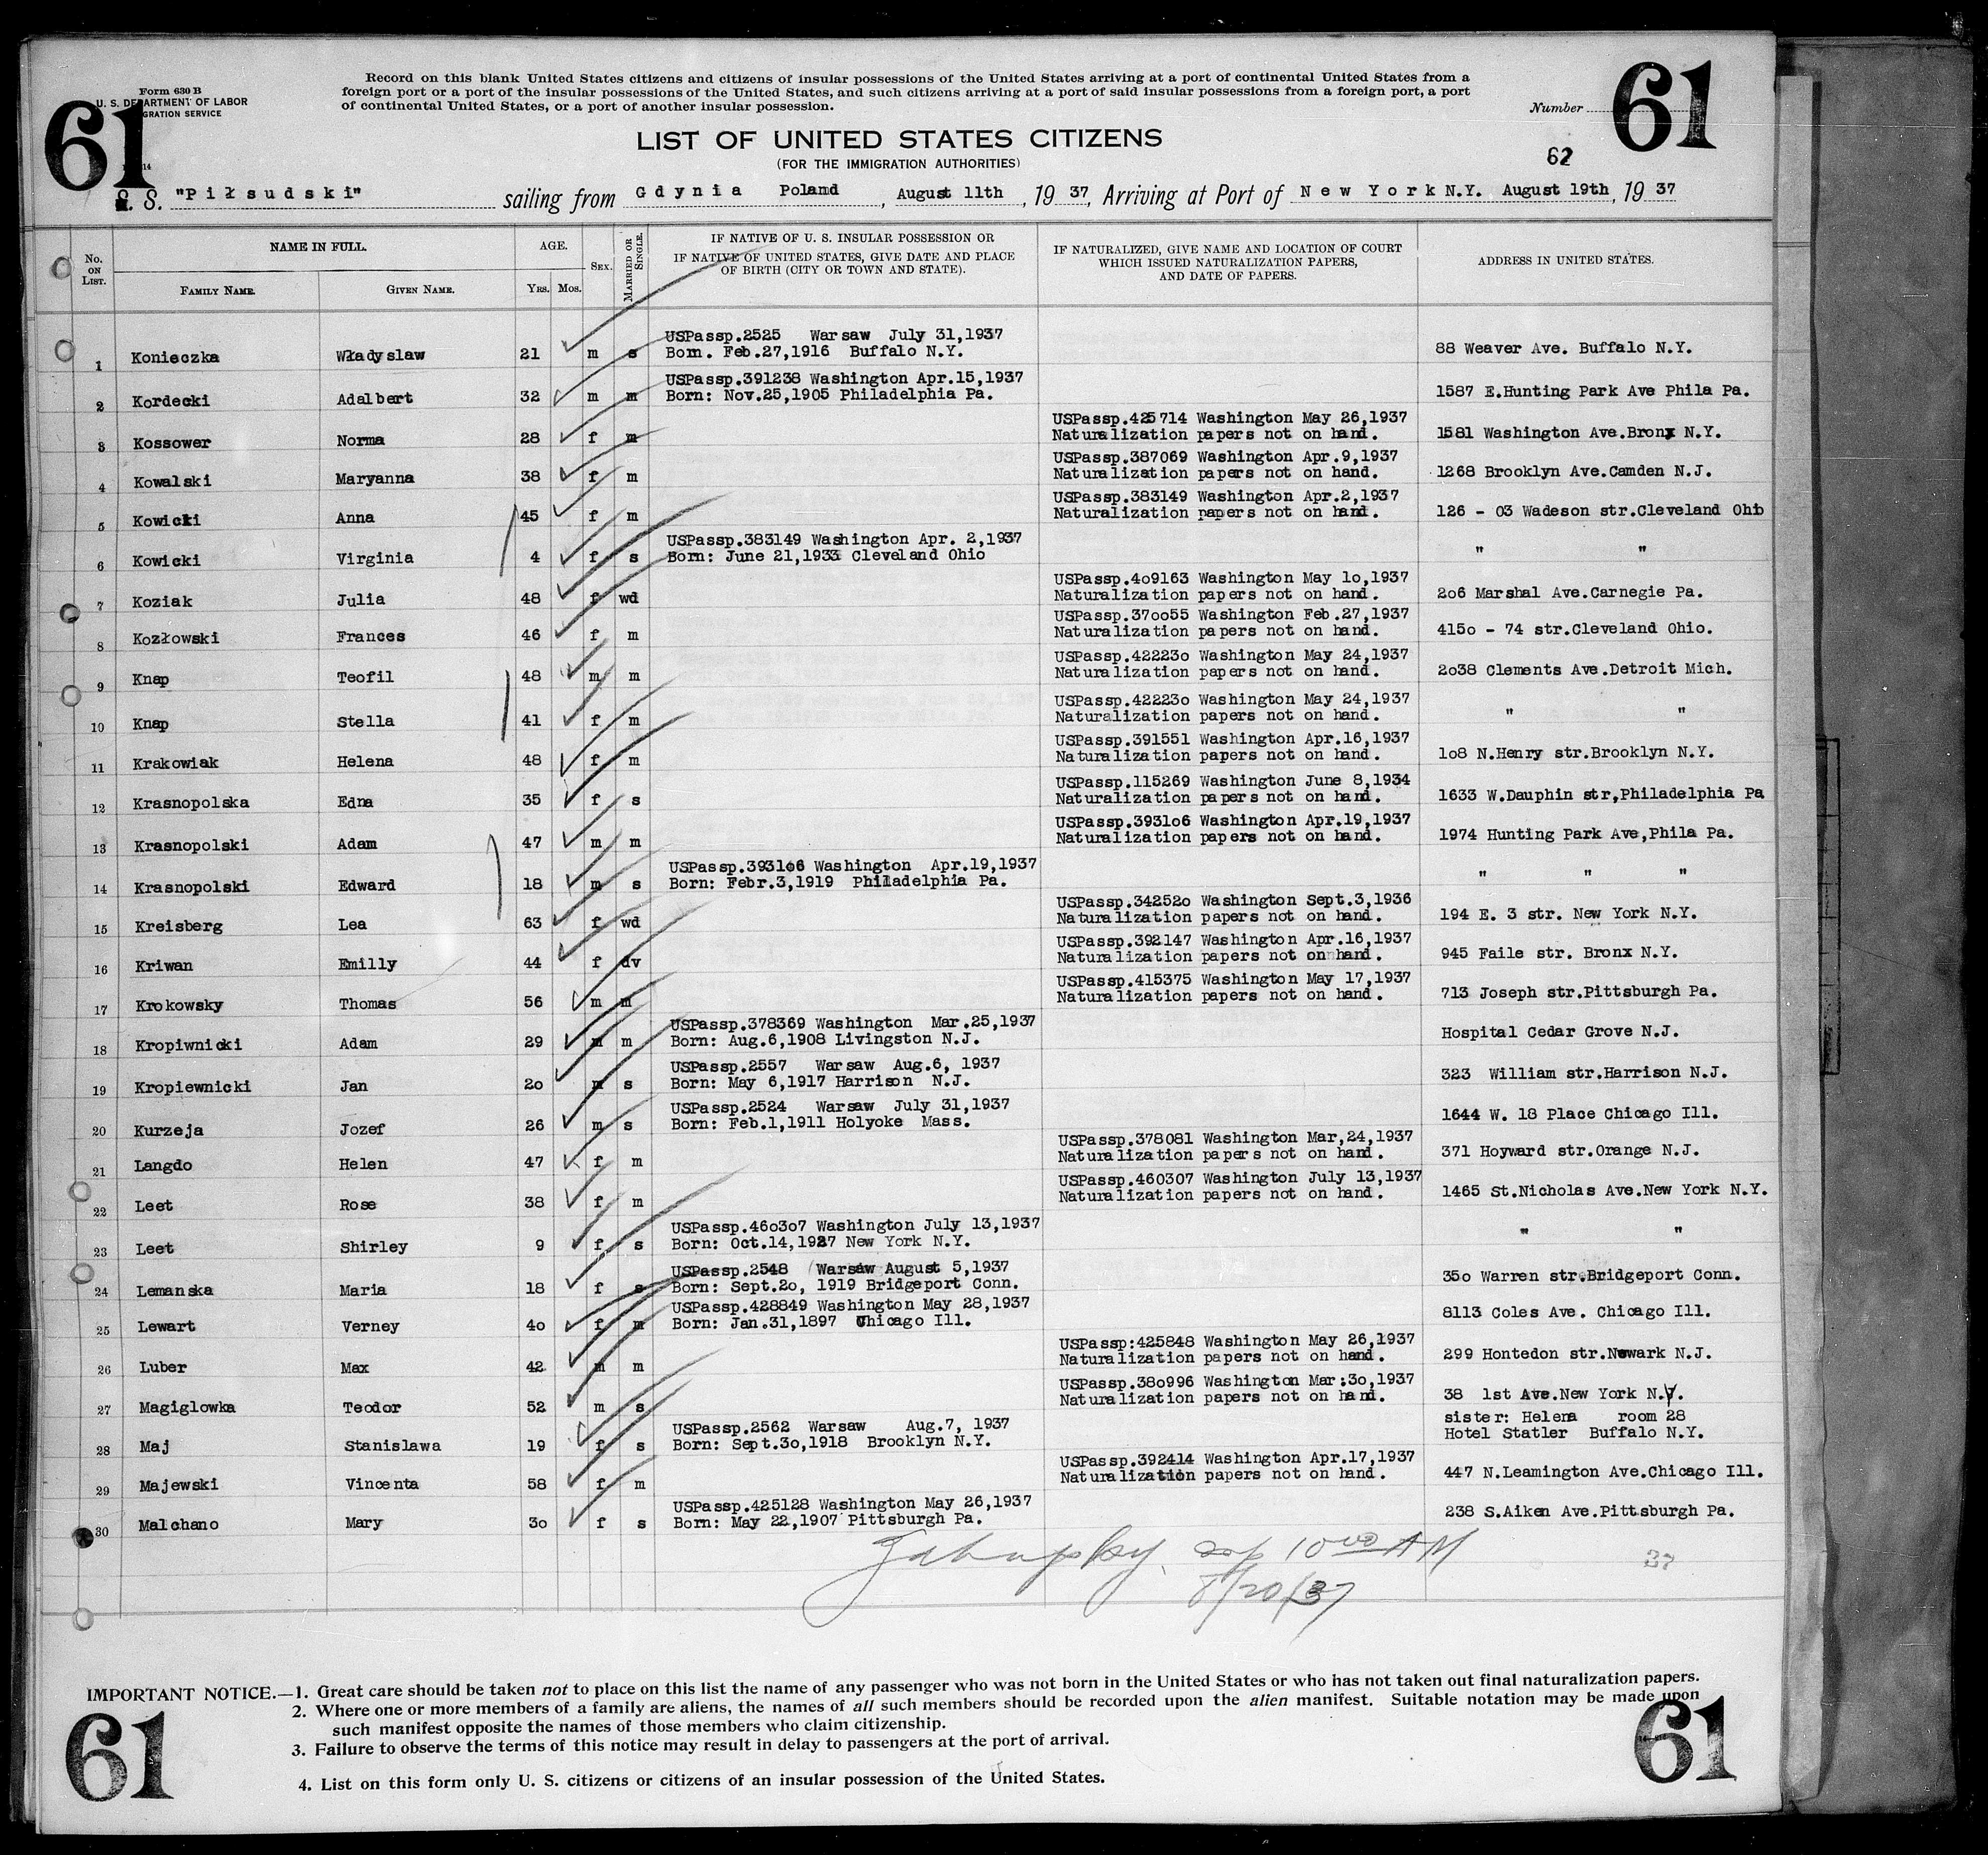 61
61
Form 630 B
U. S. DEPARTMENT OF LABOR
GRATION SERVICE
14
Record on this blank United States citizens and citizens of insular possessions of the United States arriving at a port of continental United States from a
foreign port or a port of the insular possessions of the United States, and such citizens arriving at a port of said insular possessions from a foreign port, a port
of continental United States, or a port of another insular possession.
Number
LIST OF UNITED STATES CITIZENS
(FOR THE IMMIGRATION AUTHORITIES)
62
S. S. "Piłsudski" sailing from Gdynia Poland, August 11th, 1937, Arriving at Port of New York N.Y. August 19th, 1937
No. ON LIST. NAME IN FULL. FAMILY NAME. GIVEN NAME. AGE. YRS. MOS. SEX. MARRIED OR SINGLE. IF NATIVE OF U. S. INSULAR POSSESSION OR IF NATIVE OF UNITED STATES, GIVE DATE AND PLACE OF BIRTH (CITY OR TOWN AND STATE). IF NATURALIZED, GIVE NAME AND LOCATION OF COURT WHICH ISSUED NATURALIZATION PAPERS, AND DATE OF PAPERS. ADDRESS IN UNITED STATES.
USPassp.2525 Warsaw July 31,1937
1 Konieczka Władyslaw 21 m s Born. Feb.27,1916 Buffalo N.Y. 88 Weaver Ave. Buffalo N.Y.
USPassp.391238 Washington Apr.15,1937
2 Kordecki Adalbert 32 m m Born: Nov.25,1905 Philadelphia Pa. 1587 E.Hunting Park Ave Phila Pa.
USPassp.425714 Washington May 26,1937
3 Kossower Norma 28 f m Naturalization papers not on hand. 1581 Washington Ave.Bronx N.Y.
USPassp.387069 Washington Apr.9,1937
4 Kowalski Maryanna 38 f m Naturalization papers not on hand. 1268 Brooklyn Ave.Camden N.J.
USPassp.383149 Washington Apr.2,1937
5 Kowicki Anna 45 f m Naturalization papers not on hand. 126 - 03 Wadeson str.Cleveland Ohio
USPassp.383149 Washington Apr. 2,1937
6 Kowicki Virginia 4 f s Born: June 21,1933 Cleveland Ohio " "
USPassp.4o9163 Washington May 1o,1937
7 Koziak Julia 48 f wd Naturalization papers not on hand. 2o6 Marshal Ave.Carnegie Pa.
USPassp.37oo55 Washington Feb.27,1937
8 Kozłowski Frances 46 f m Naturalization papers not on hand. 415o - 74 str.Cleveland Ohio.
USPassp.42223o Washington May 24,1937
9 Knap Teofil 48 m m Naturalization papers not on hand. 2o38 Clements Ave.Detroit Mich.
USPassp.42223o Washington May 24,1937
10 Knap Stella 41 f m Naturalization papers not on hand. " "
USPassp.391551 Washington Apr.16,1937
11 Krakowiak Helena 48 f m Naturalization papers not on hand. 1o8 N.Henry str.Brooklyn N.Y.
USPassp.115269 Washington June 8,1934
12 Krasnopolska Edna 35 f s Naturalization papers not on hand. 1633 W.Dauphin str,Philadelphia Pa
USPassp.3931o6 Washington Apr.19,1937
13 Krasnopolski Adam 47 m m Naturalization papers not on hand. 1974 Hunting Park Ave,Phila Pa.
USPassp.3931o6 Washington Apr.19,1937
14 Krasnopolski Edward 18 m s Born: Febr.3,1919 Philadelphia Pa. " " "
USPassp.34252o Washington Sept.3,1936
15 Kreisberg Lea 63 f wd Naturalization papers not on hand. 194 E. 3 str. New York N.Y.
USPassp.392147 Washington Apr.16,1937
16 Kriwan Emilly 44 f dv Naturalization papers not on hand. 945 Faile str. Bronx N.Y.
USPassp.415375 Washington May 17,1937
17 Krokowsky Thomas 56 m m Naturalization papers not on hand. 713 Joseph str.Pittsburgh Pa.
USPassp.378369 Washington Mar.25,1937
18 Kropiwnicki Adam 29 m m Born: Aug.6,1908 Livingston N.J. Hospital Cedar Grove N.J.
USPassp.2557 Warsaw Aug.6, 1937
19 Kropiewnicki Jan 2o m s Born: May 6,1917 Harrison N.J. 323 William str.Harrison N.J.
USPassp.2524 Warsaw July 31,1937
20 Kurzeja Jozef 26 m s Born: Feb.1,1911 Holyoke Mass. 1644 W. 18 Place Chicago Ill.
USPassp.378081 Washington Mar,24,1937
21 Langdo Helen 47 f m Naturalization papers not on hand. 371 Hoyward str.Orange N.J.
USPassp.460307 Washington July 13,1937
22 Leet Rose 38 f m Naturalization papers not on hand. 1465 St.Nicholas Ave.New York N.Y.
USPassp.46o3o7 Washington July 13,1937
23 Leet Shirley 9 f s Born: Oct.14,1927 New York N.Y. " "
USPassp.2548 Warsaw August 5,1937
24 Lemanska Maria 18 f s Born: Sept.2o, 1919 Bridgeport Conn. 35o Warren str.Bridgeport Conn.
USPassp.428849 Washington May 28,1937
25 Lewart Verney 4o f m Born: Jan.31,1897 Chicago Ill. 8113 Coles Ave. Chicago Ill.
USPassp:425848 Washington May 26,1937
26 Luber Max 42 m m Naturalization papers not on hand. 299 Hontedon str.Newark N.J.
USPassp.38o996 Washington Mar:3o,1937
27 Magiglowka Teodor 52 m s Naturalization papers not on hand. 38 1st Ave.New York N.Y.
USPassp.2562 Warsaw Aug.7, 1937 sister: Helena room 28
28 Maj Stanislawa 19 f s Born: Sept.3o,1918 Brooklyn N.Y. Hotel Statler Buffalo N.Y.
USPassp.392414 Washington Apr.17,1937
29 Majewski Vincenta 58 f m Naturalization papers not on hand. 447 N.Leamington Ave.Chicago Ill.
USPassp.425128 Washington May 26,1937
30 Malchano Mary 3o f s Born: May 22,1907 Pittsburgh Pa. 238 S.Aiken Ave.Pittsburgh Pa.
10 00 AM
8/20/37
37
IMPORTANT NOTICE.—1. Great care should be taken not to place on this list the name of any passenger who was not born in the United States or who has not taken out final naturalization papers.
2. Where one or more members of a family are aliens, the names of all such members should be recorded upon the alien manifest. Suitable notation may be made upon
such manifest opposite the names of those members who claim citizenship.
3. Failure to observe the terms of this notice may result in delay to passengers at the port of arrival.
4. List on this form only U. S. citizens or citizens of an insular possession of the United States.
61
61